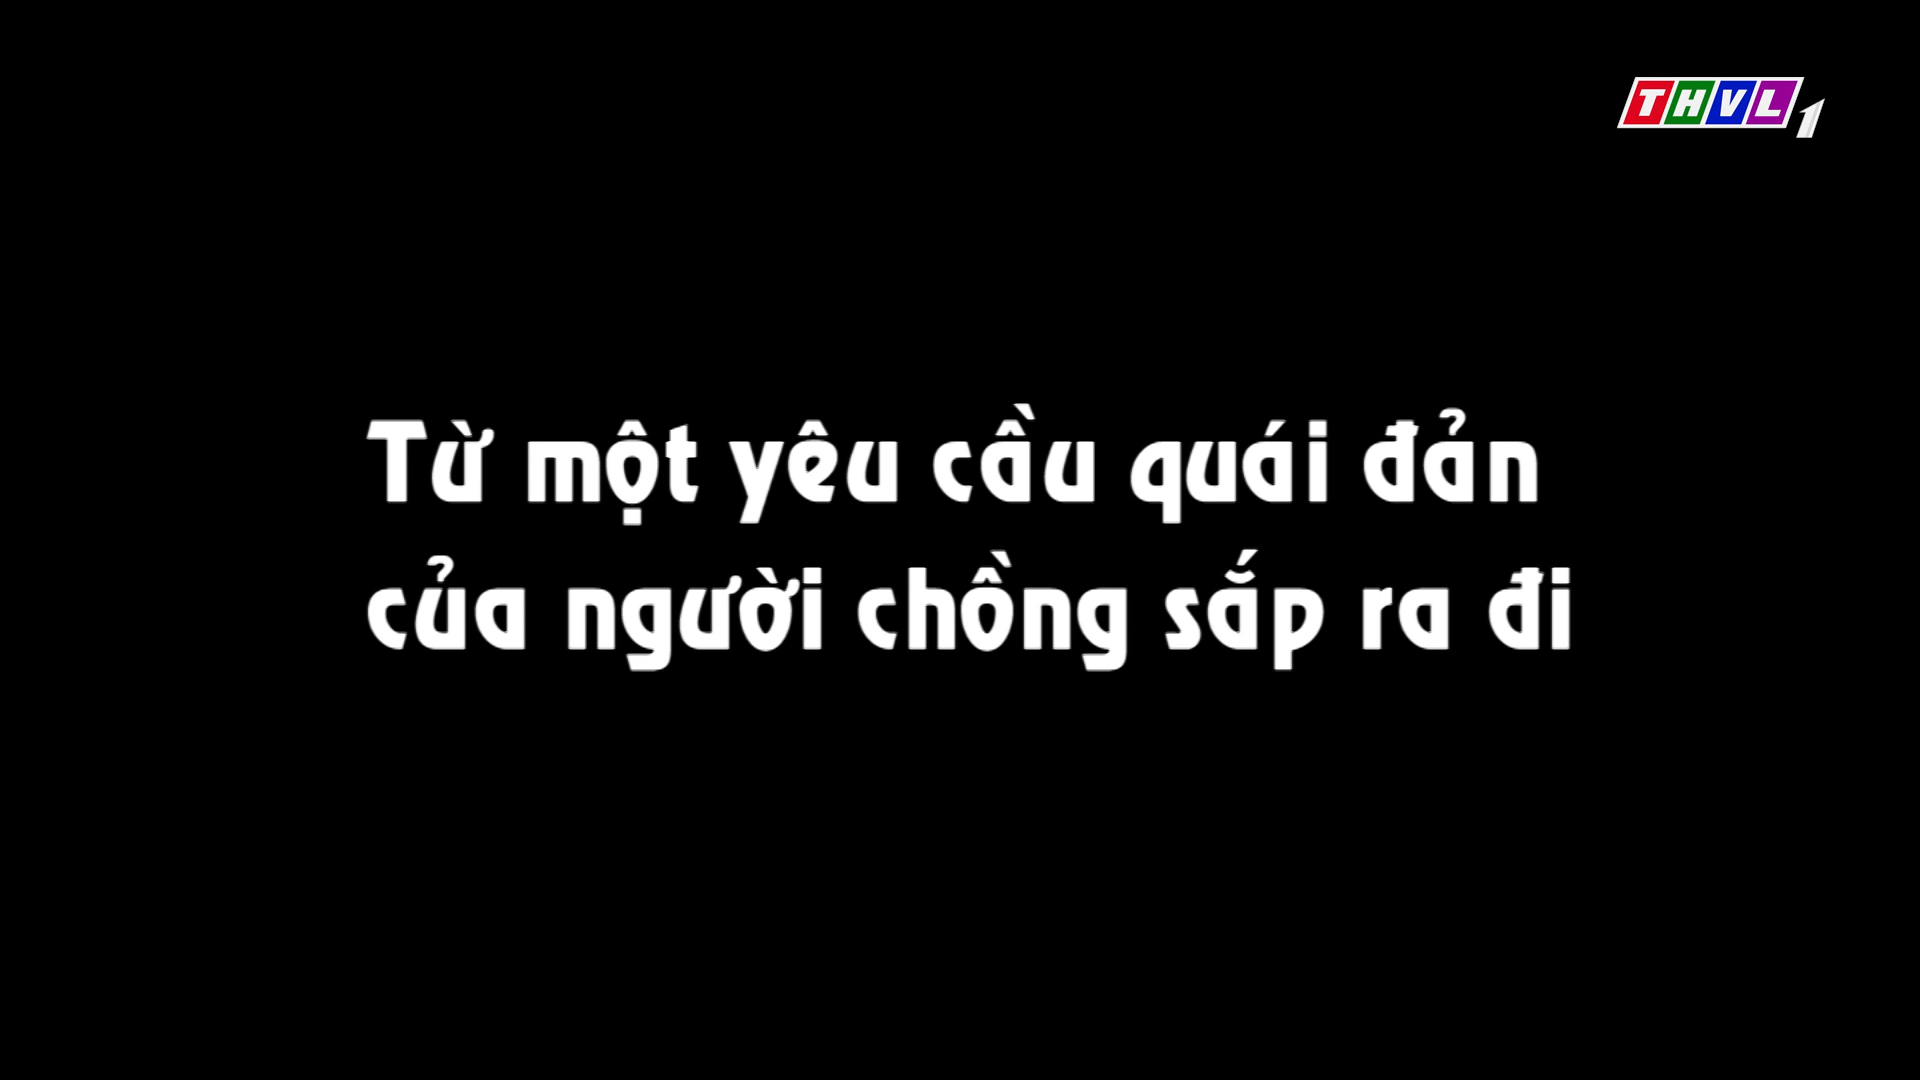 THVL1
Từ một yêu cầu quái đản
của người chồng sắp ra đi